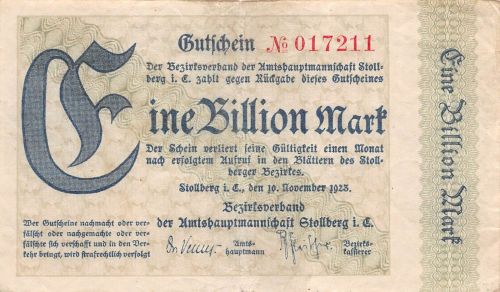 Gutschein № 017211
Der Bezirksverband der Amtshauptmannschaft Stoll-
berg i. E. zahlt gegen Rückgabe dieses Gutscheines
Eine Billion Mark
Der Schein verliert seine Gültigkeit einen Monat
nach erfolgtem Aufruf in den Blättern des Stoll-
berger Bezirkes.
Stollberg i. E., den 10. November 1923.
Bezirksverband
der Amtshauptmannschaft Stollberg i. E.
Amts-
hauptmann
Bezirks-
kassierer
Wer Gutscheine nachmacht oder ver-
fälscht oder nachgemachte oder ver-
fälschte sich verschafft und in den Ver-
kehr bringt, wird strafrechtlich verfolgt
Eine Billion Mark